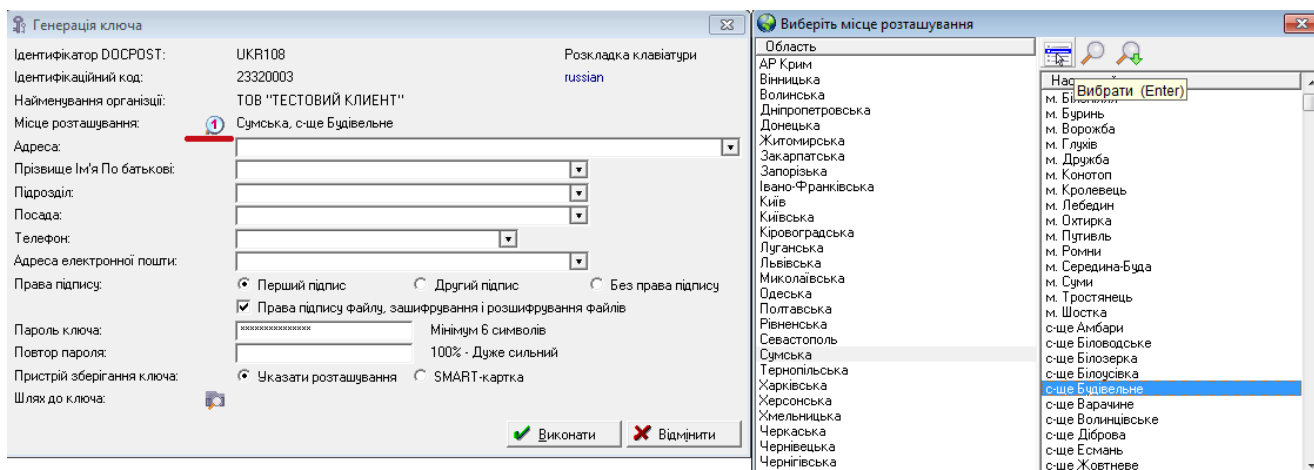 Генерація ключа
Ідентифікатор DOCPOST: UKR108 Розкладка клавіатури
Ідентифікаційний код: 23320003 russian
Найменування організції: ТОВ "ТЕСТОВИЙ КЛИЕНТ"
Місце розташування: 1 Сумська, с-ще Будівельне
Адреса:
Прізвище Ім'я По батькові:
Підрозділ:
Посада:
Телефон:
Адреса електронної пошти:
Права підпису: Перший підпис Другий підпис Без права підпису
Права підпису файлу, зашифрування і розшифрування файлів
Пароль ключа: xxxxxxxxxxxxxxx Мінімум 6 символів
Повтор пароля: 100% - Дуже сильний
Пристрій зберігання ключа: Указати розташування SMART-картка
Шлях до ключа:
Виконати Відмінити
Виберіть місце розташування
Область
АР Крим
Вінницька
Волинська
Дніпропетровська
Донецька
Житомирська
Закарпатська
Запорізька
Івано-Франківська
Київ
Київська
Кіровоградська
Луганська
Львівська
Миколаївська
Одеська
Полтавська
Рівненська
Севастополь
Сумська
Тернопільська
Харківська
Херсонська
Хмельницька
Черкаська
Чернівецька
Чернігівська
Вибрати (Enter)
м. Буринь
м. Ворожба
м. Глухів
м. Дружба
м. Конотоп
м. Кролевець
м. Лебедин
м. Охтирка
м. Путивль
м. Ромни
м. Середина-Буда
м. Суми
м. Тростянець
м. Шостка
с-ще Амбари
с-ще Біловодське
с-ще Білозерка
с-ще Білоусівка
с-ще Будівельне
с-ще Варачине
с-ще Волинцівське
с-ще Діброва
с-ще Есмань
с-ще Жовтневе